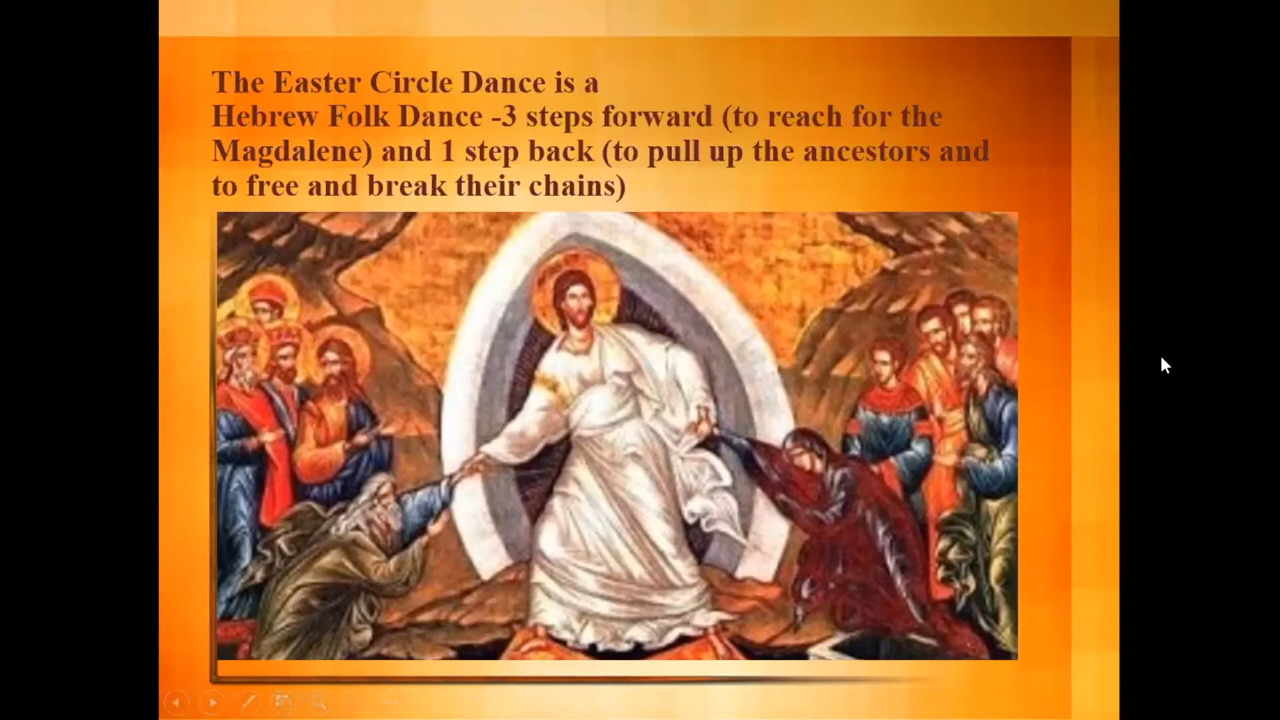 The Easter Circle Dance is a
Hebrew Folk Dance -3 steps forward (to reach for the
Magdalene) and 1 step back (to pull up the ancestors and
to free and break their chains)